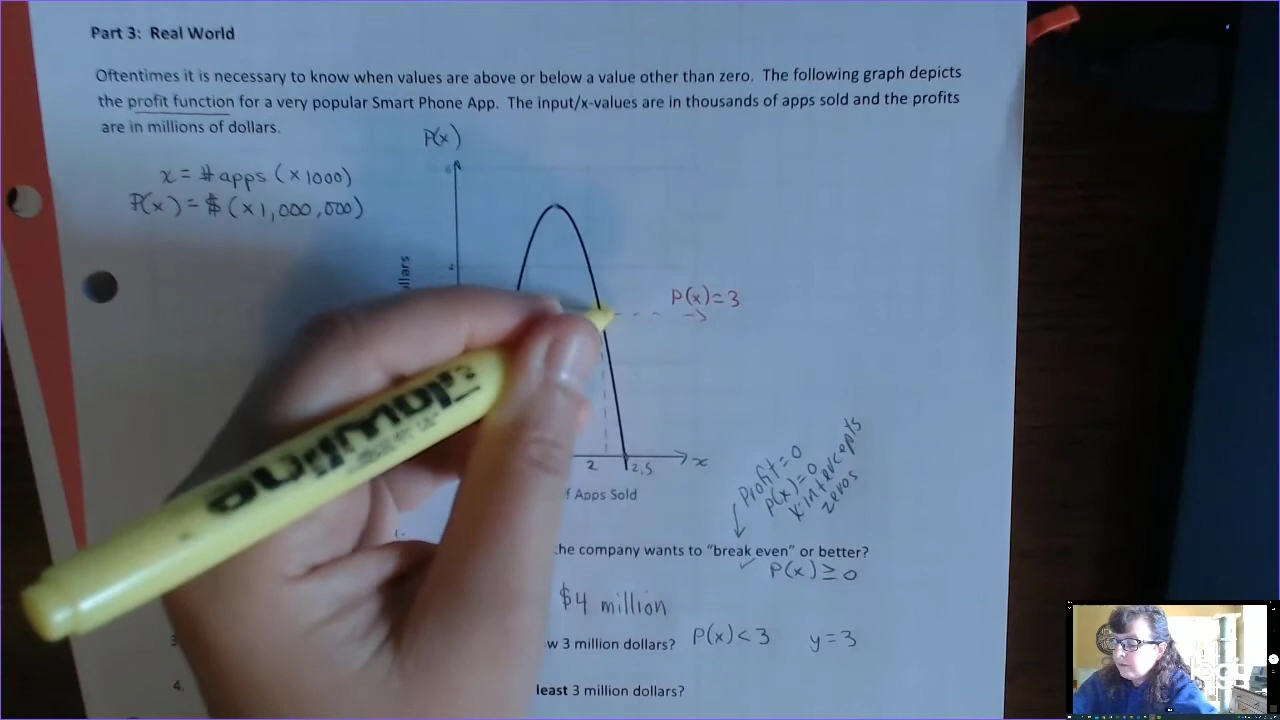 Part 3: Real World
Oftentimes it is necessary to know when values are above or below a value other than zero. The following graph depicts
the profit function for a very popular Smart Phone App. The input/x-values are in thousands of apps sold and the profits
are in millions of dollars.
P(x)
x = # apps (×1000)
P(x) = $ (×1,000,000)
llars
P(x)=3
2
2.5
x
f Apps Sold
Profit=0
P(x)=0
x-intercepts
zeros
the company wants to "break even" or better?
P(x) ≥ 0
$4 million
3
w 3 million dollars? P(x)<3 y=3
4. least 3 million dollars?